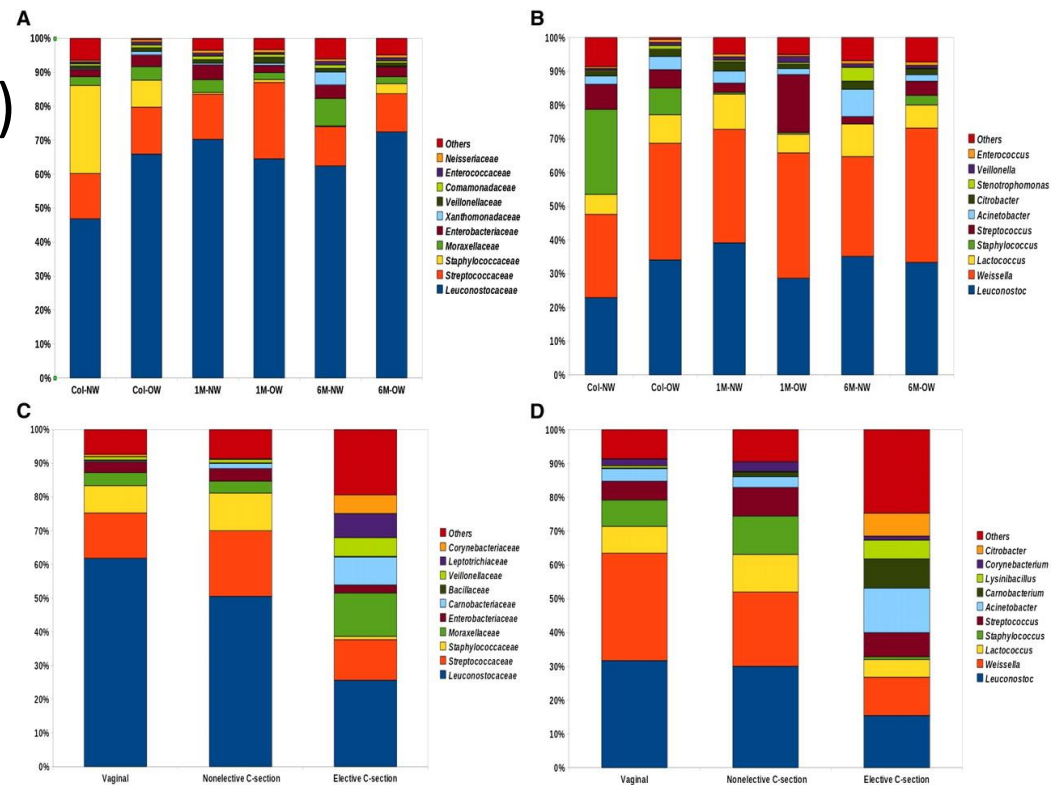 A
100%
90%
80%
70%
60%
50%
40%
30%
20%
10%
0%
Col-NW Col-OW 1M-NW 1M-OW 6M-NW 6M-OW
Others
Neisseriaceae
Enterococcaceae
Comamonadaceae
Veillonellaceae
Xanthomonadaceae
Enterobacteriaceae
Moraxellaceae
Staphylococcaceae
Streptococcaceae
Leuconostocaceae
)
B
100%
90%
80%
70%
60%
50%
40%
30%
20%
10%
0%
Col-NW Col-OW 1M-NW 1M-OW 6M-NW 6M-OW
Others
Enterococcus
Veillonella
Stenotrophomonas
Citrobacter
Acinetobacter
Streptococcus
Staphylococcus
Lactococcus
Weissella
Leuconostoc
C
100%
90%
80%
70%
60%
50%
40%
30%
20%
10%
0%
Vaginal Nonelective C-section Elective C-section
Others
Corynebacteriaceae
Leptotrichiaceae
Veillonellaceae
Bacillaceae
Carnobacteriaceae
Enterobacteriaceae
Moraxellaceae
Staphylococcaceae
Streptococcaceae
Leuconostocaceae
D
100%
90%
80%
70%
60%
50%
40%
30%
20%
10%
0%
Vaginal Nonelective C-section Elective C-section
Others
Citrobacter
Corynebacterium
Lysinibacillus
Carnobacterium
Acinetobacter
Streptococcus
Staphylococcus
Lactococcus
Weissella
Leuconostoc